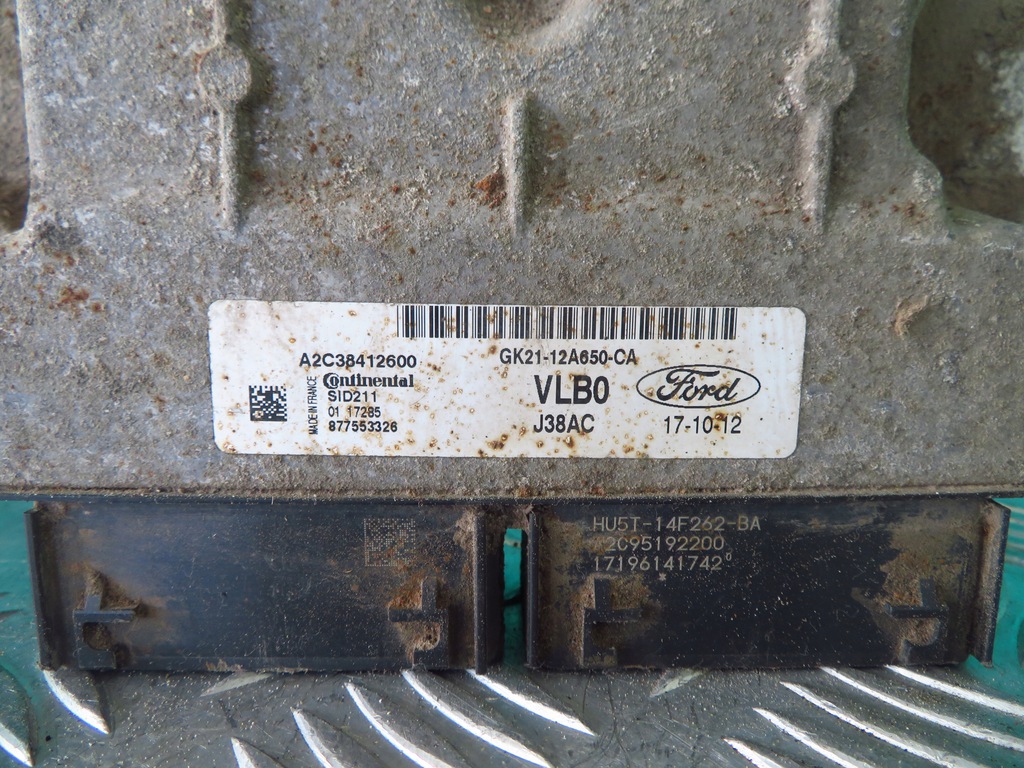 A2C38412600
Continental
SID211
01 17285
877553326
MADE IN FRANCE
GK21-12A650-CA
VLB0
J38AC
Ford
17-10-12
HU5T-14F262-BA
2C95192200
17196141742